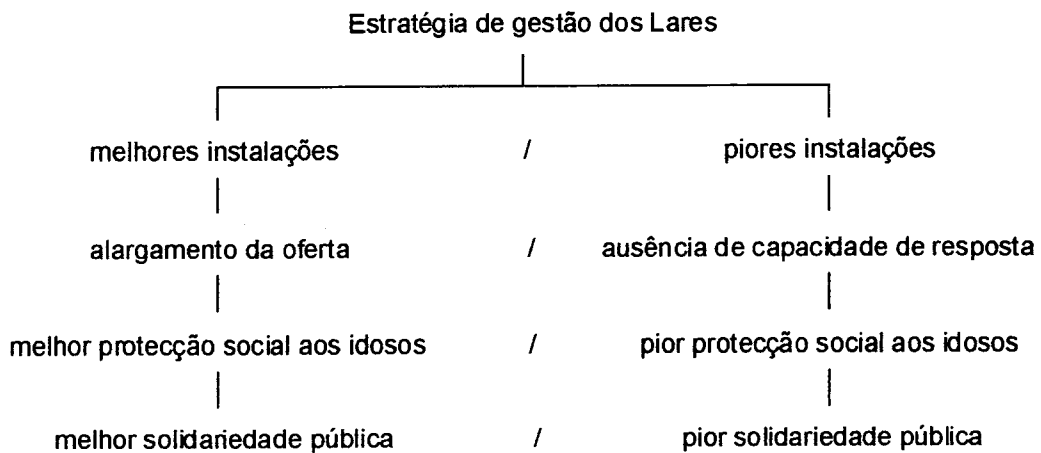 Estratégia de gestão dos Lares
melhores instalações / piores instalações
alargamento da oferta / ausência de capacidade de resposta
melhor protecção social aos idosos / pior protecção social aos idosos
melhor solidariedade pública / pior solidariedade pública